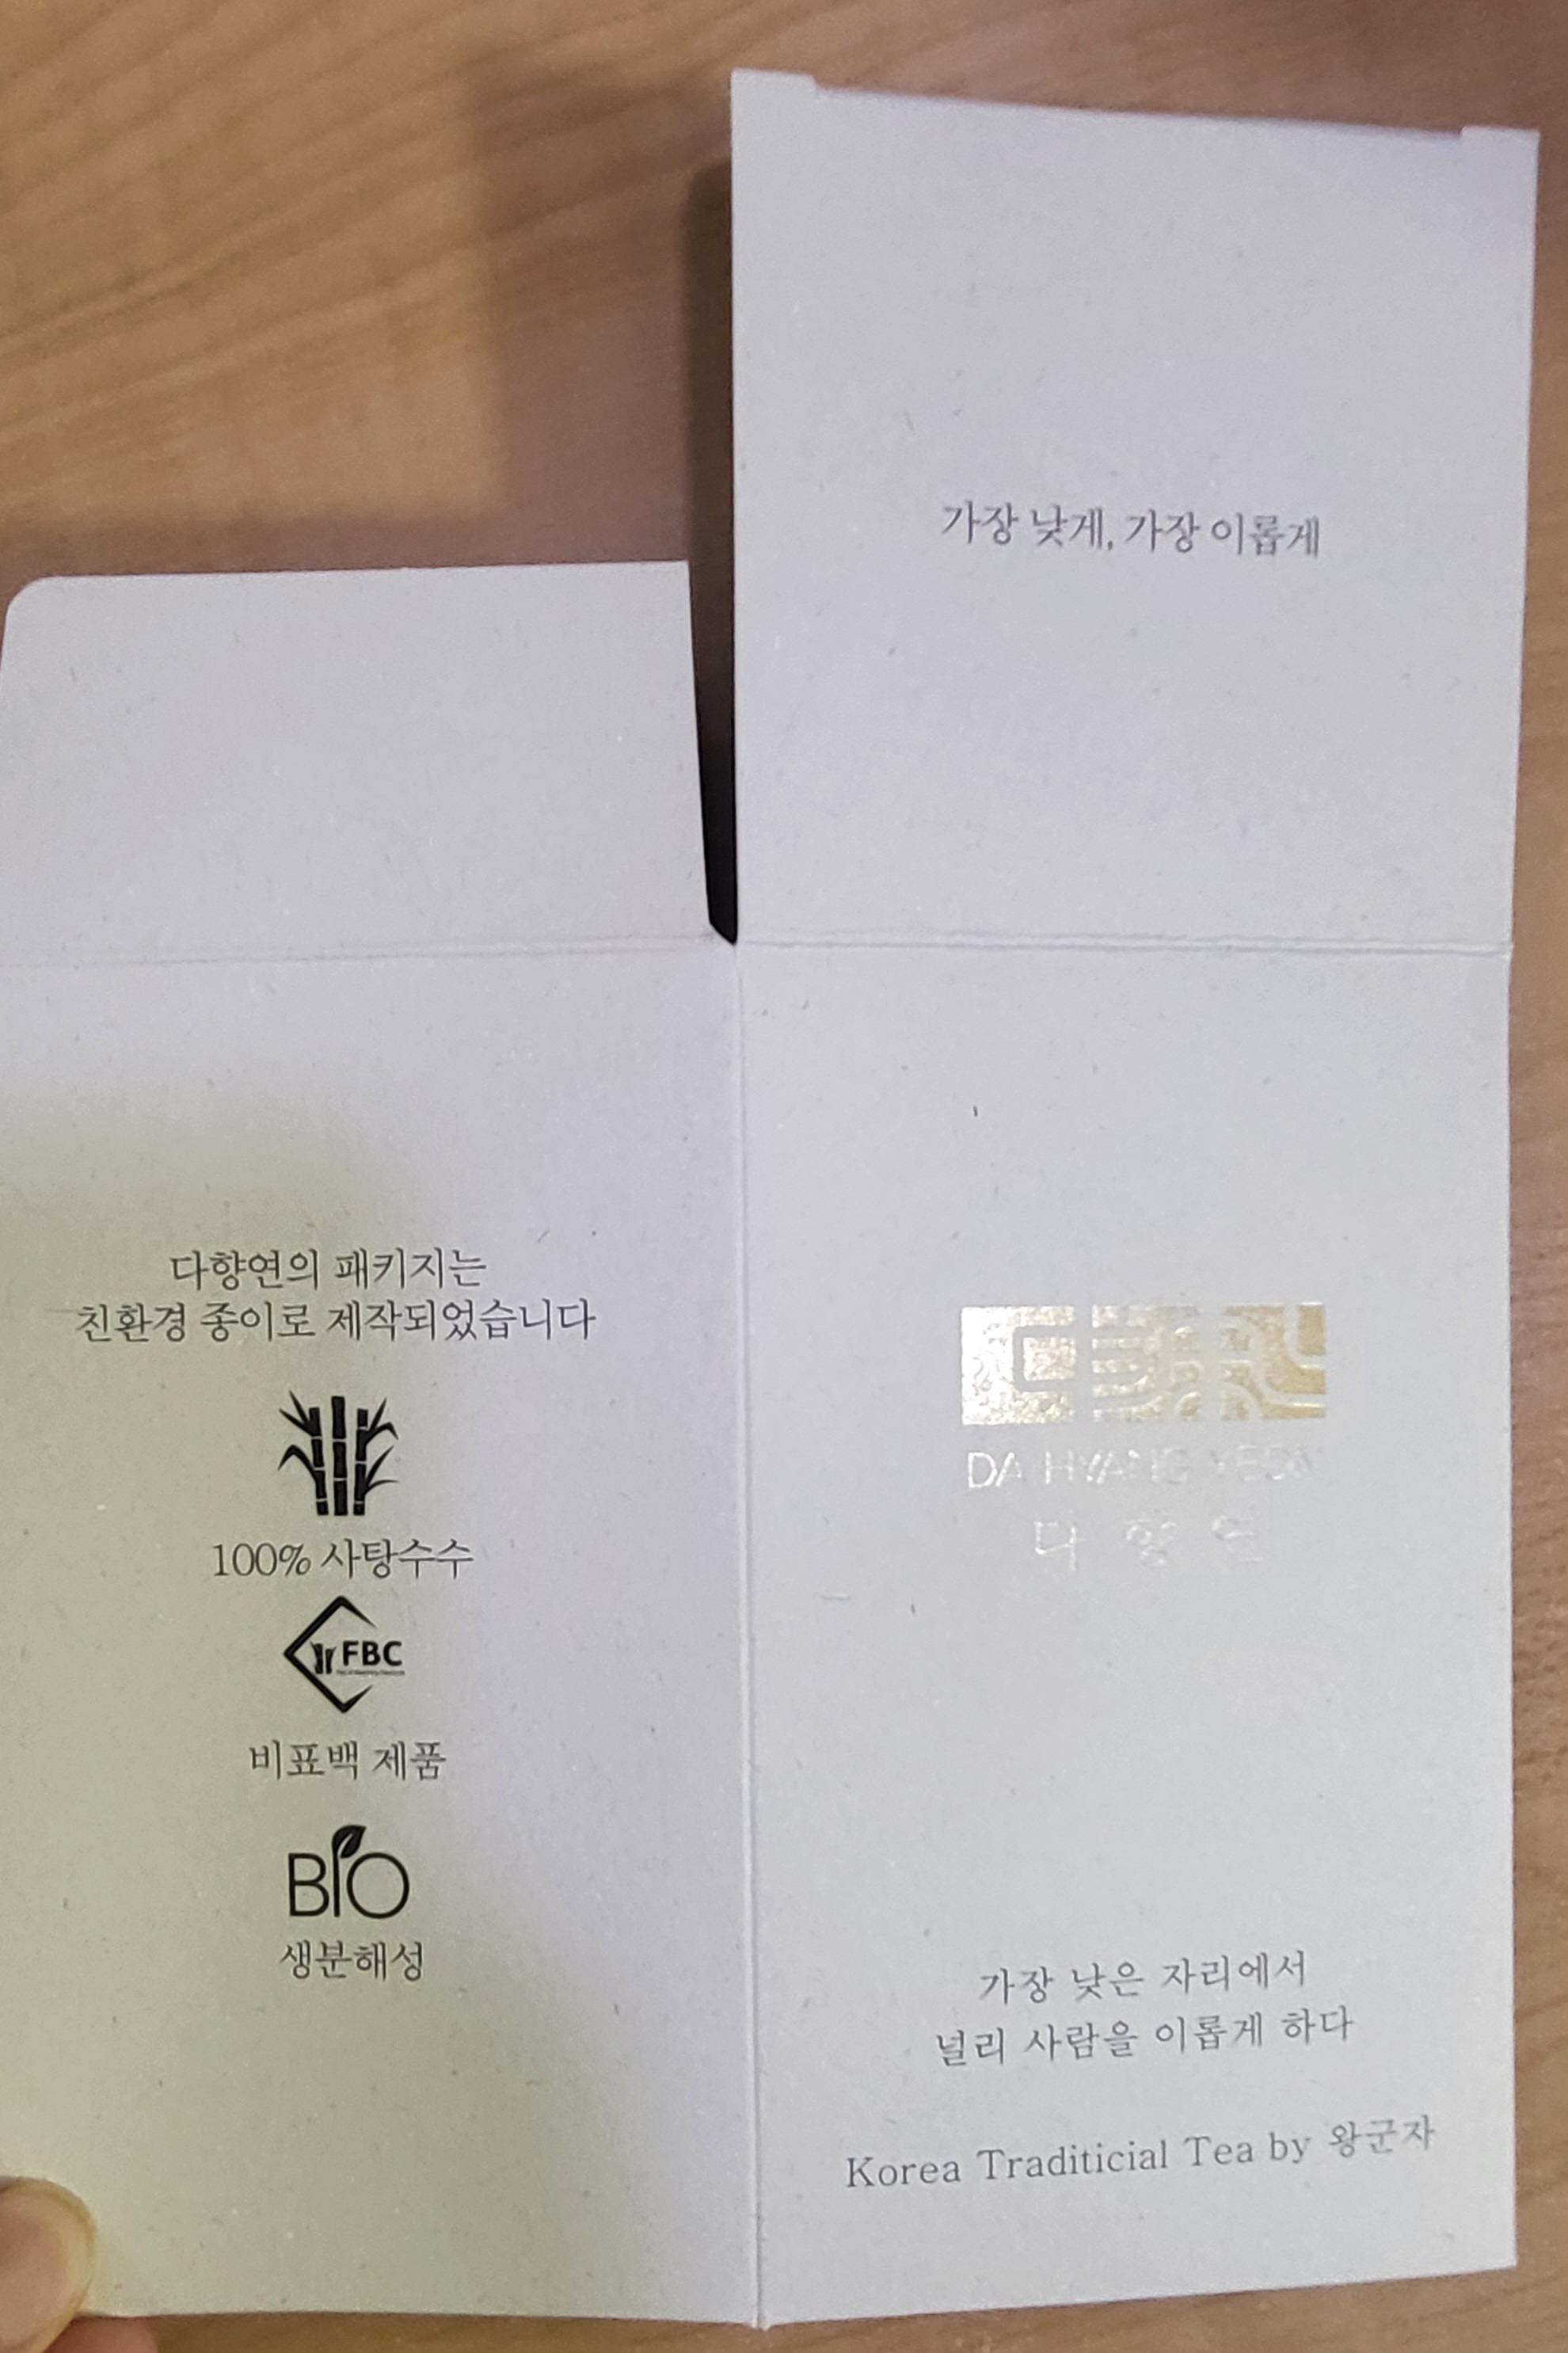 가장 낮게, 가장 이롭게
다향연의 패키지는
친환경 종이로 제작되었습니다
100% 사탕수수
FBC
비표백 제품
BIO
생분해성
DA HYANG YEON
다향연
가장 낮은 자리에서
널리 사람을 이롭게 하다
Korea Traditicial Tea by 왕군자